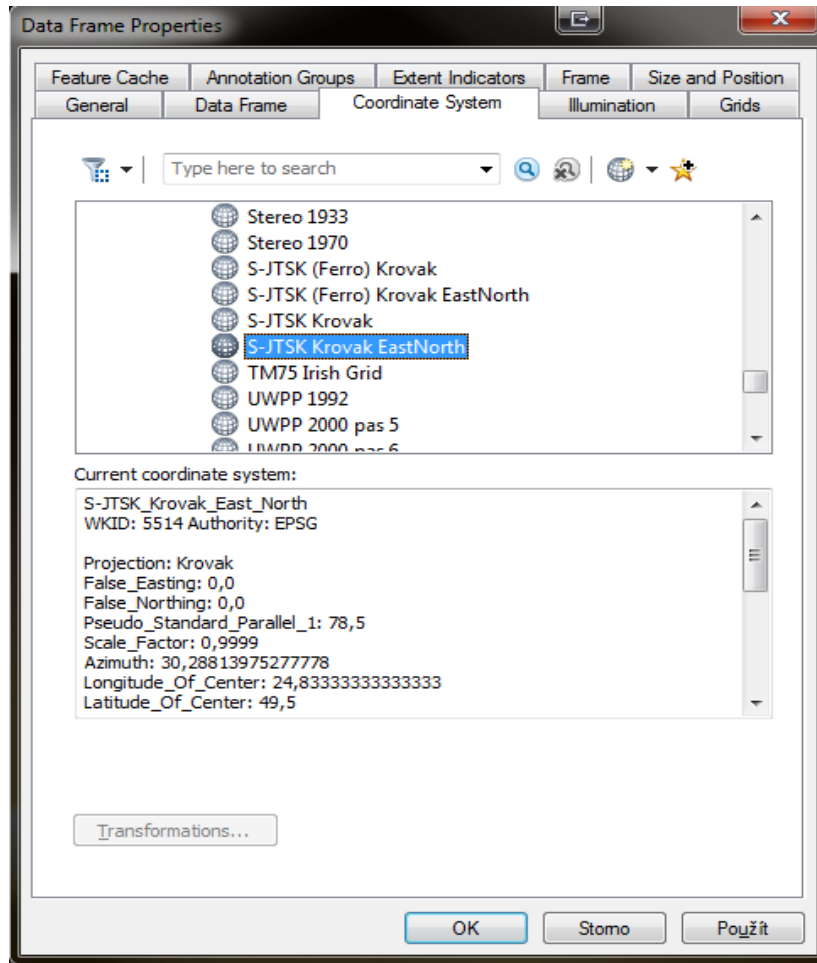 Data Frame Properties
Feature Cache Annotation Groups Extent Indicators Frame Size and Position
General Data Frame Coordinate System Illumination Grids
Type here to search
Stereo 1933
Stereo 1970
S-JTSK (Ferro) Krovak
S-JTSK (Ferro) Krovak EastNorth
S-JTSK Krovak
S-JTSK Krovak EastNorth
TM75 Irish Grid
UWPP 1992
UWPP 2000 pas 5
UWPP 2000 pas 6
Current coordinate system:
S-JTSK_Krovak_East_North
WKID: 5514 Authority: EPSG
Projection: Krovak
False_Easting: 0,0
False_Northing: 0,0
Pseudo_Standard_Parallel_1: 78,5
Scale_Factor: 0,9999
Azimuth: 30,28813975277778
Longitude_Of_Center: 24,83333333333333
Latitude_Of_Center: 49,5
Transformations...
OK Storno Použít